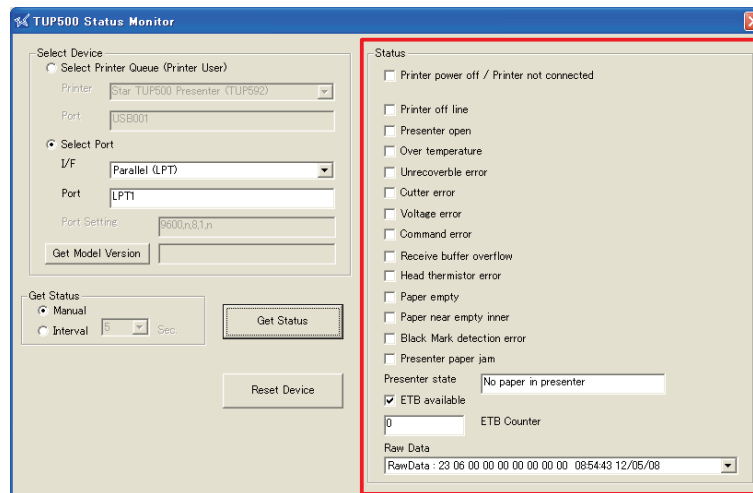 TUP500 Status Monitor
Select Device
Select Printer Queue (Printer User)
Printer
Star TUP500 Presenter (TUP592)
Port
USB001
Select Port
I/F
Parallel (LPT)
Port
LPT1
Port Setting
9600,n,8,1,n
Get Model Version
Get Status
Manual
Interval
5
Sec.
Get Status
Reset Device
Status
Printer power off / Printer not connected
Printer off line
Presenter open
Over temperature
Unrecoverble error
Cutter error
Voltage error
Command error
Receive buffer overflow
Head thermistor error
Paper empty
Paper near empty inner
Black Mark detection error
Presenter paper jam
Presenter state
No paper in presenter
ETB available
0
ETB Counter
Raw Data
RawData : 23 06 00 00 00 00 00 00 00 08:54:43 12/05/08